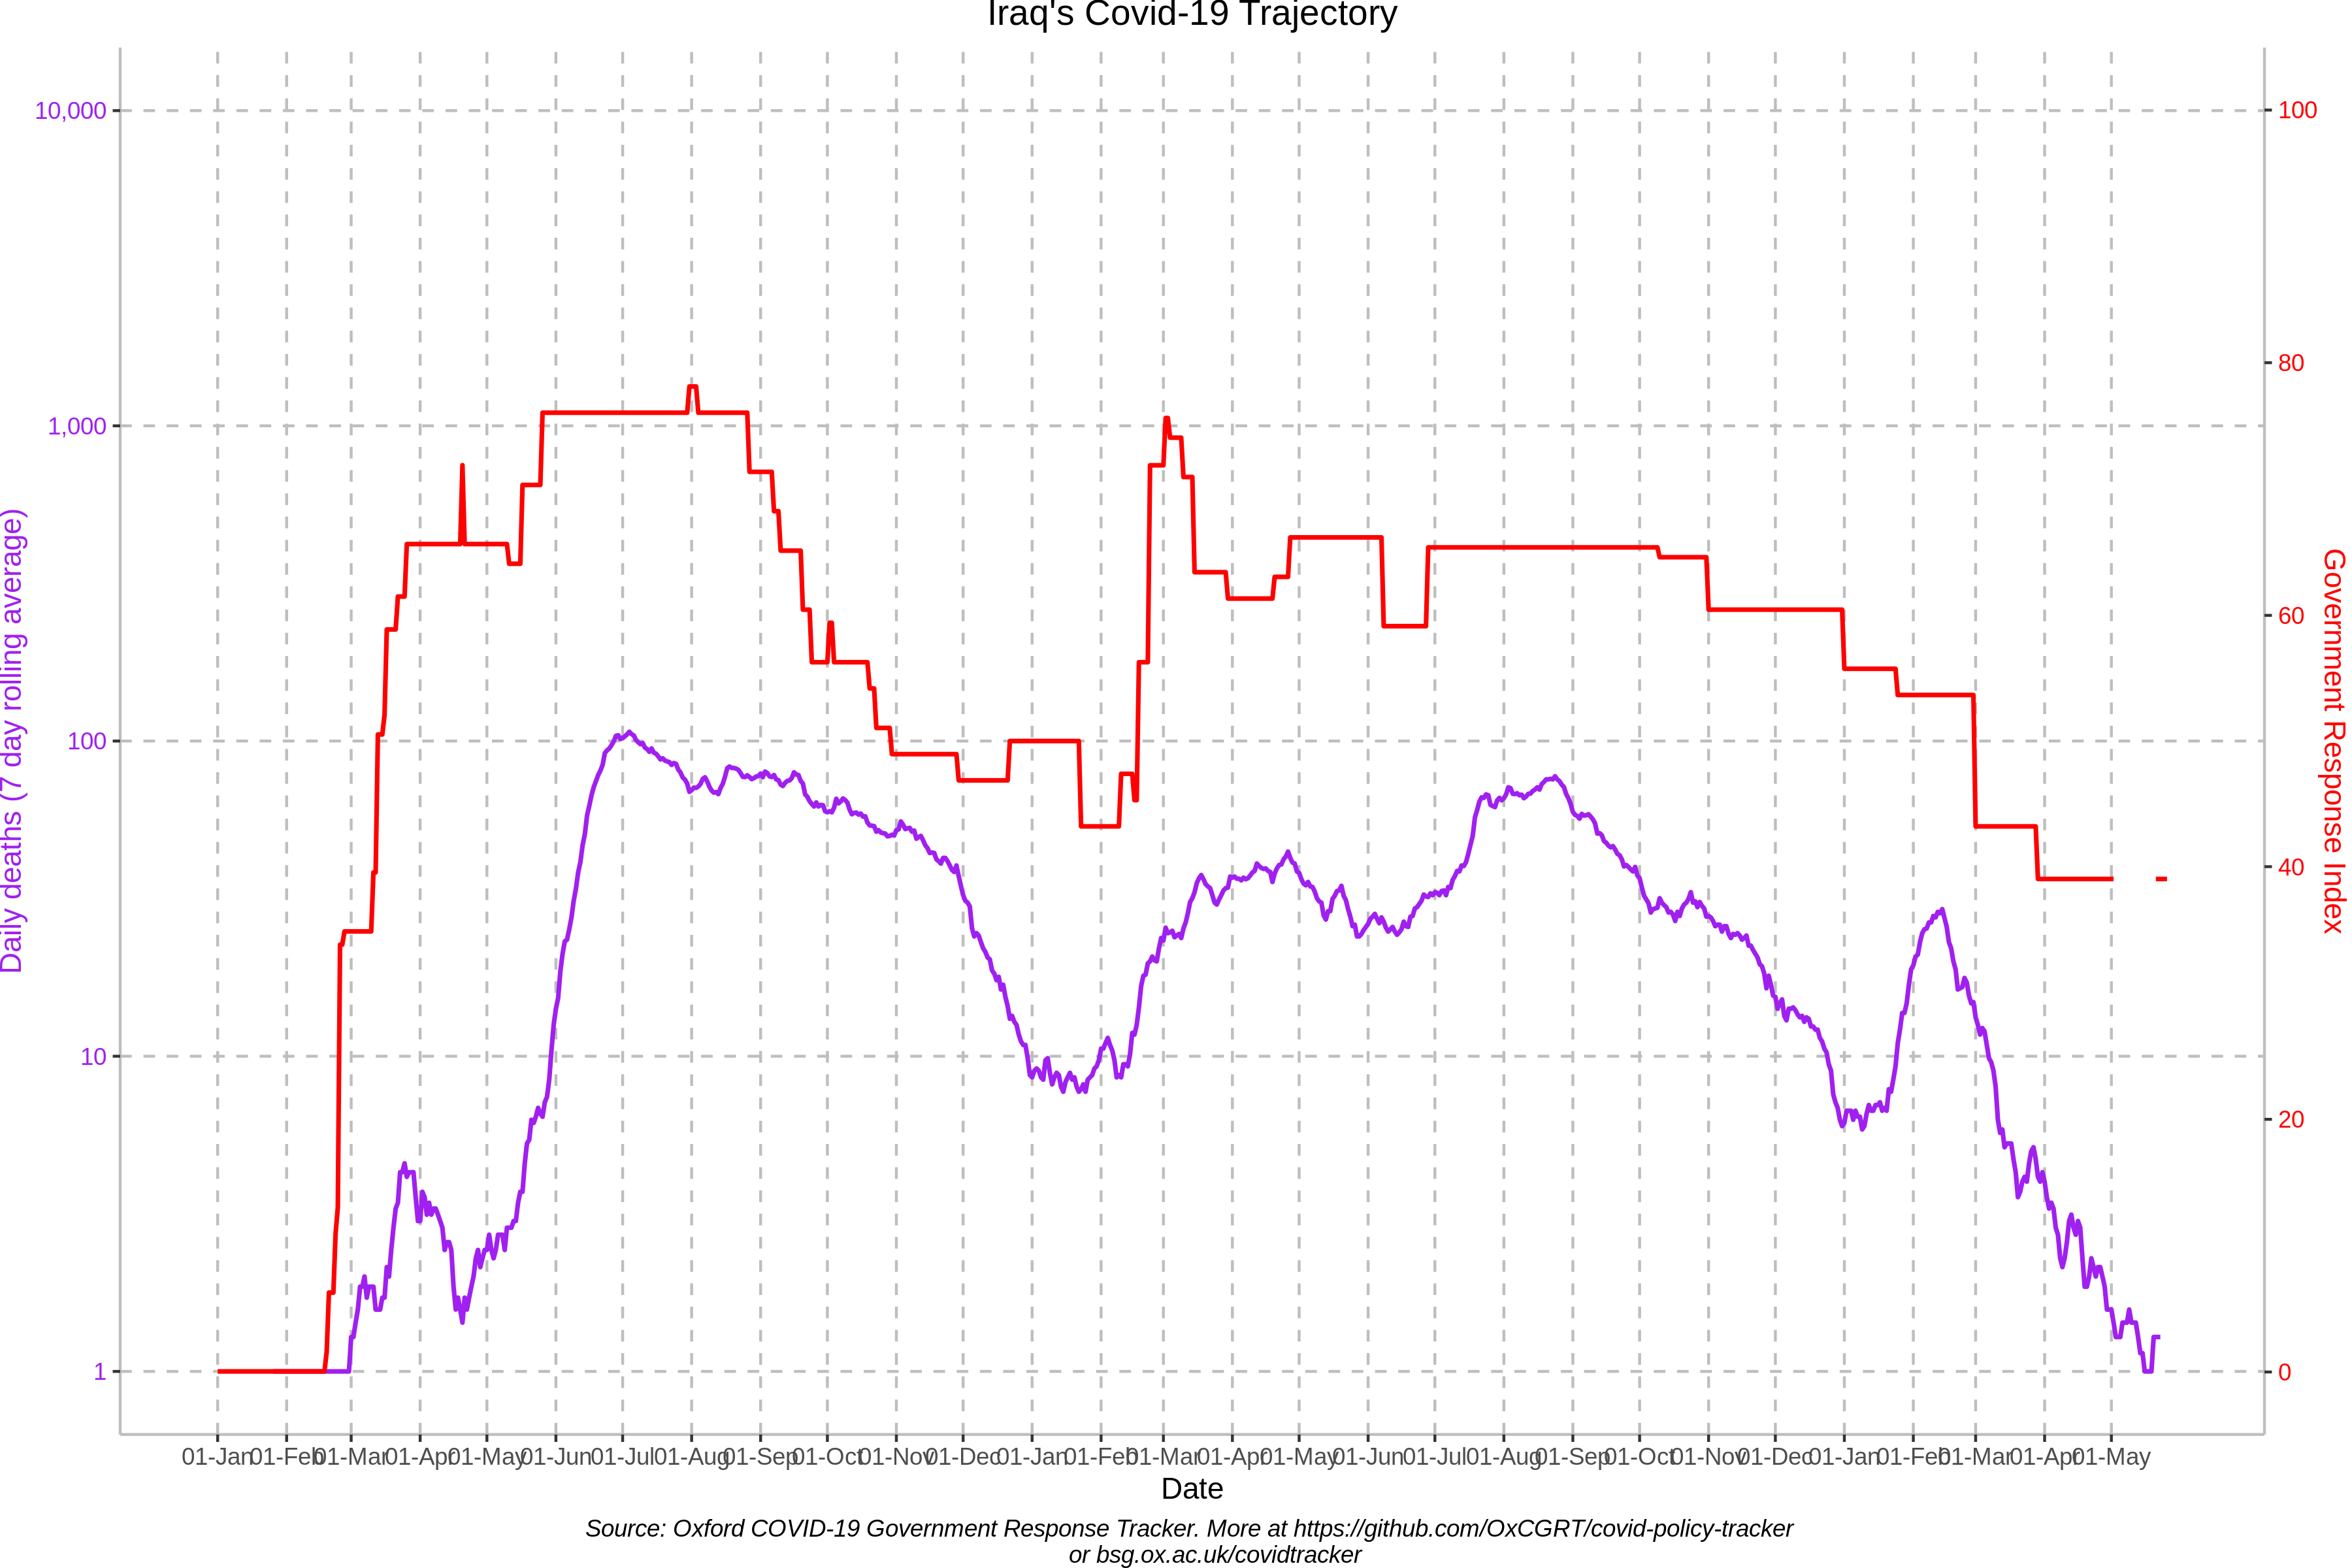 Iraq's Covid-19 Trajectory
10,000
1,000
100
10
1
Daily deaths (7 day rolling average)
100
80
60
40
20
0
Government Response Index
01-Jan 01-Feb 01-Mar 01-Apr 01-May 01-Jun 01-Jul 01-Aug 01-Sep 01-Oct 01-Nov 01-Dec 01-Jan 01-Feb 01-Mar 01-Apr 01-May 01-Jun 01-Jul 01-Aug 01-Sep 01-Oct 01-Nov 01-Dec 01-Jan 01-Feb 01-Mar 01-Apr 01-May
Date
Source: Oxford COVID-19 Government Response Tracker. More at https://github.com/OxCGRT/covid-policy-tracker
or bsg.ox.ac.uk/covidtracker